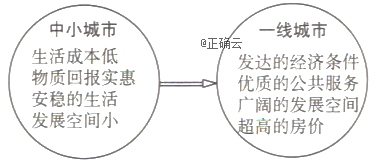 中小城市
生活成本低
物质回报实惠
安稳的生活
发展空间小
@正确云
一线城市
发达的经济条件
优质的公共服务
广阔的发展空间
超高的房价